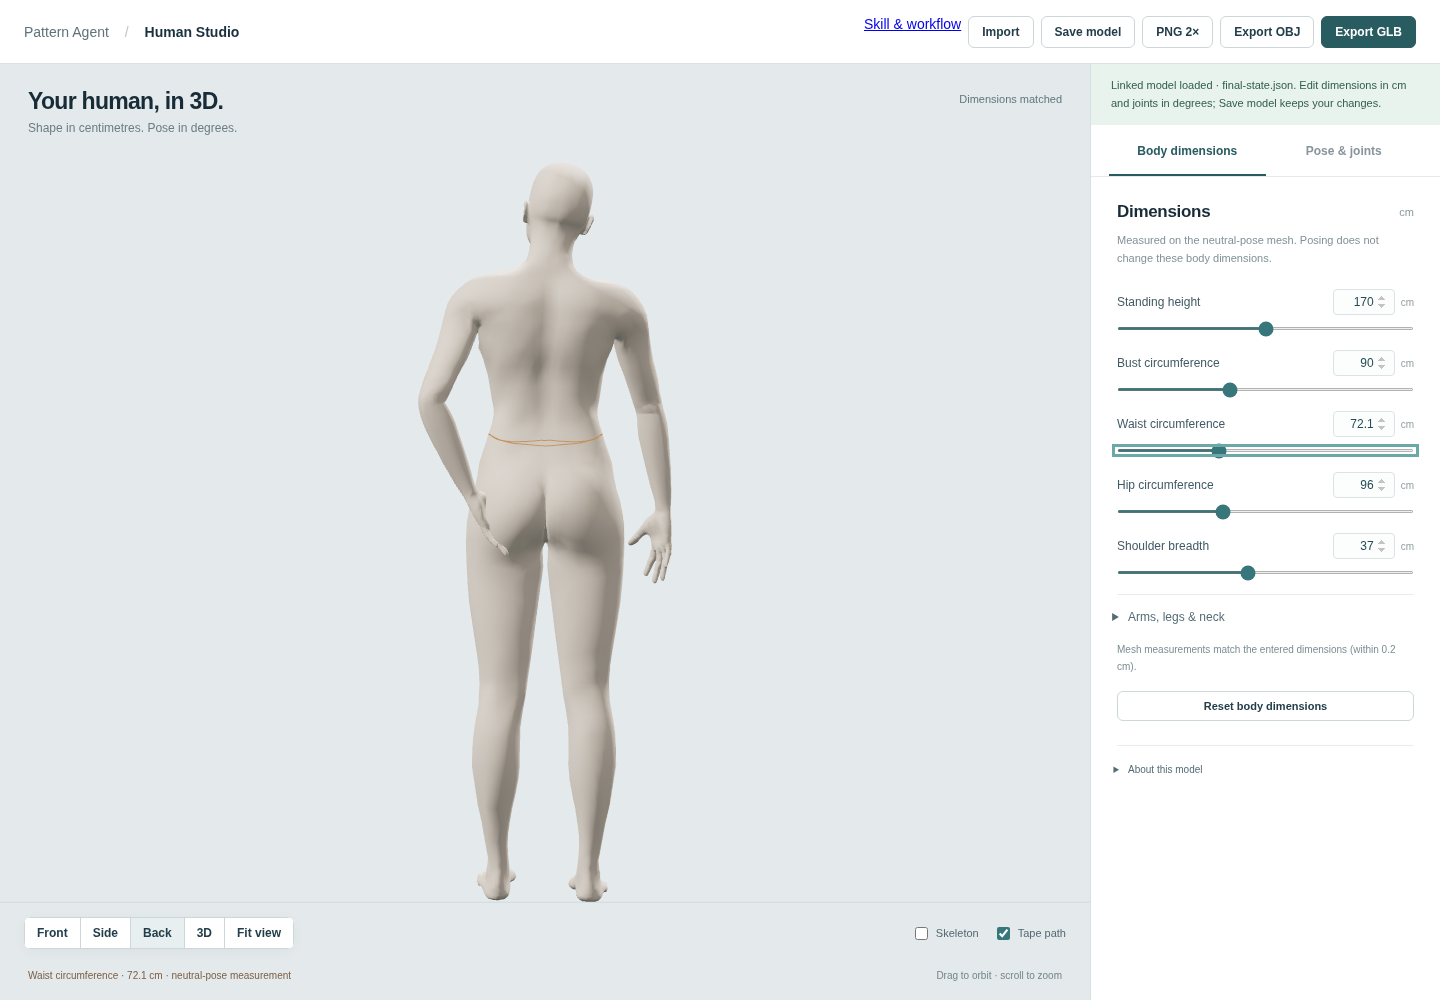 Pattern Agent / Human Studio
Skill & workflow
Import
Save model
PNG 2×
Export OBJ
Export GLB
Your human, in 3D.
Shape in centimetres. Pose in degrees.
Dimensions matched
Linked model loaded · final-state.json. Edit dimensions in cm
and joints in degrees; Save model keeps your changes.
Body dimensions
Pose & joints
Dimensions
cm
Measured on the neutral-pose mesh. Posing does not
change these body dimensions.
Standing height 170 cm
Bust circumference 90 cm
Waist circumference 72.1 cm
Hip circumference 96 cm
Shoulder breadth 37 cm
Arms, legs & neck
Mesh measurements match the entered dimensions (within 0.2
cm).
Reset body dimensions
About this model
Front
Side
Back
3D
Fit view
Skeleton
Tape path
Waist circumference · 72.1 cm · neutral-pose measurement
Drag to orbit · scroll to zoom